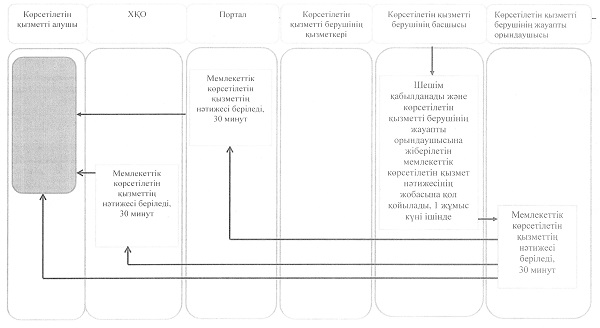 Көрсетілетін
қызметті алушы
ХҚО
Портал
Көрсетілетін
қызметті берушінің
қызметкері
Көрсетілетін қызметті
берушінің басшысы
Көрсетілетін қызметті
берушінің жауапты
орындаушысы
Мемлекеттік
көрсетілетін
қызметтің
нәтижесі беріледі,
30 минут
Мемлекеттік
көрсетілетін
қызметтің
нәтижесі беріледі,
30 минут
Шешім
қабылданады және
көрсетілетін
қызметті берушінің
жауапты
орындаушысына
жіберілетін
мемлекеттік
көрсетілетін қызмет
нәтижесінің
жобасына қол
қойылады, 1 жұмыс
күні ішінде
Мемлекеттік
көрсетілетін
қызметтің
нәтижесі
беріледі,
30 минут